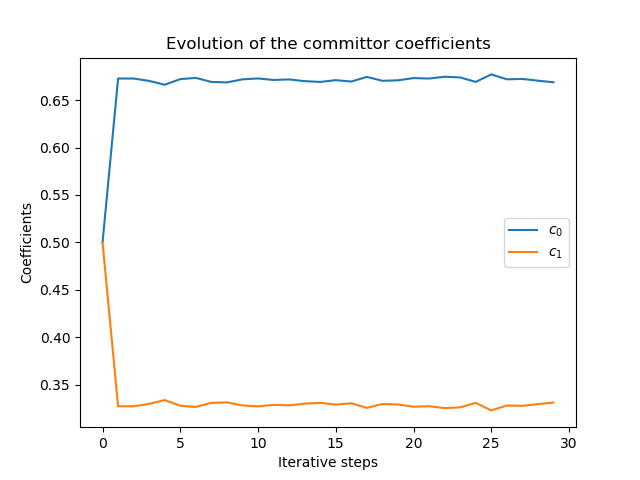 Evolution of the committor coefficients
Coefficients
0.65
0.60
0.55
0.50
0.45
0.40
0.35
c₀
c₁
0 5 10 15 20 25 30
Iterative steps